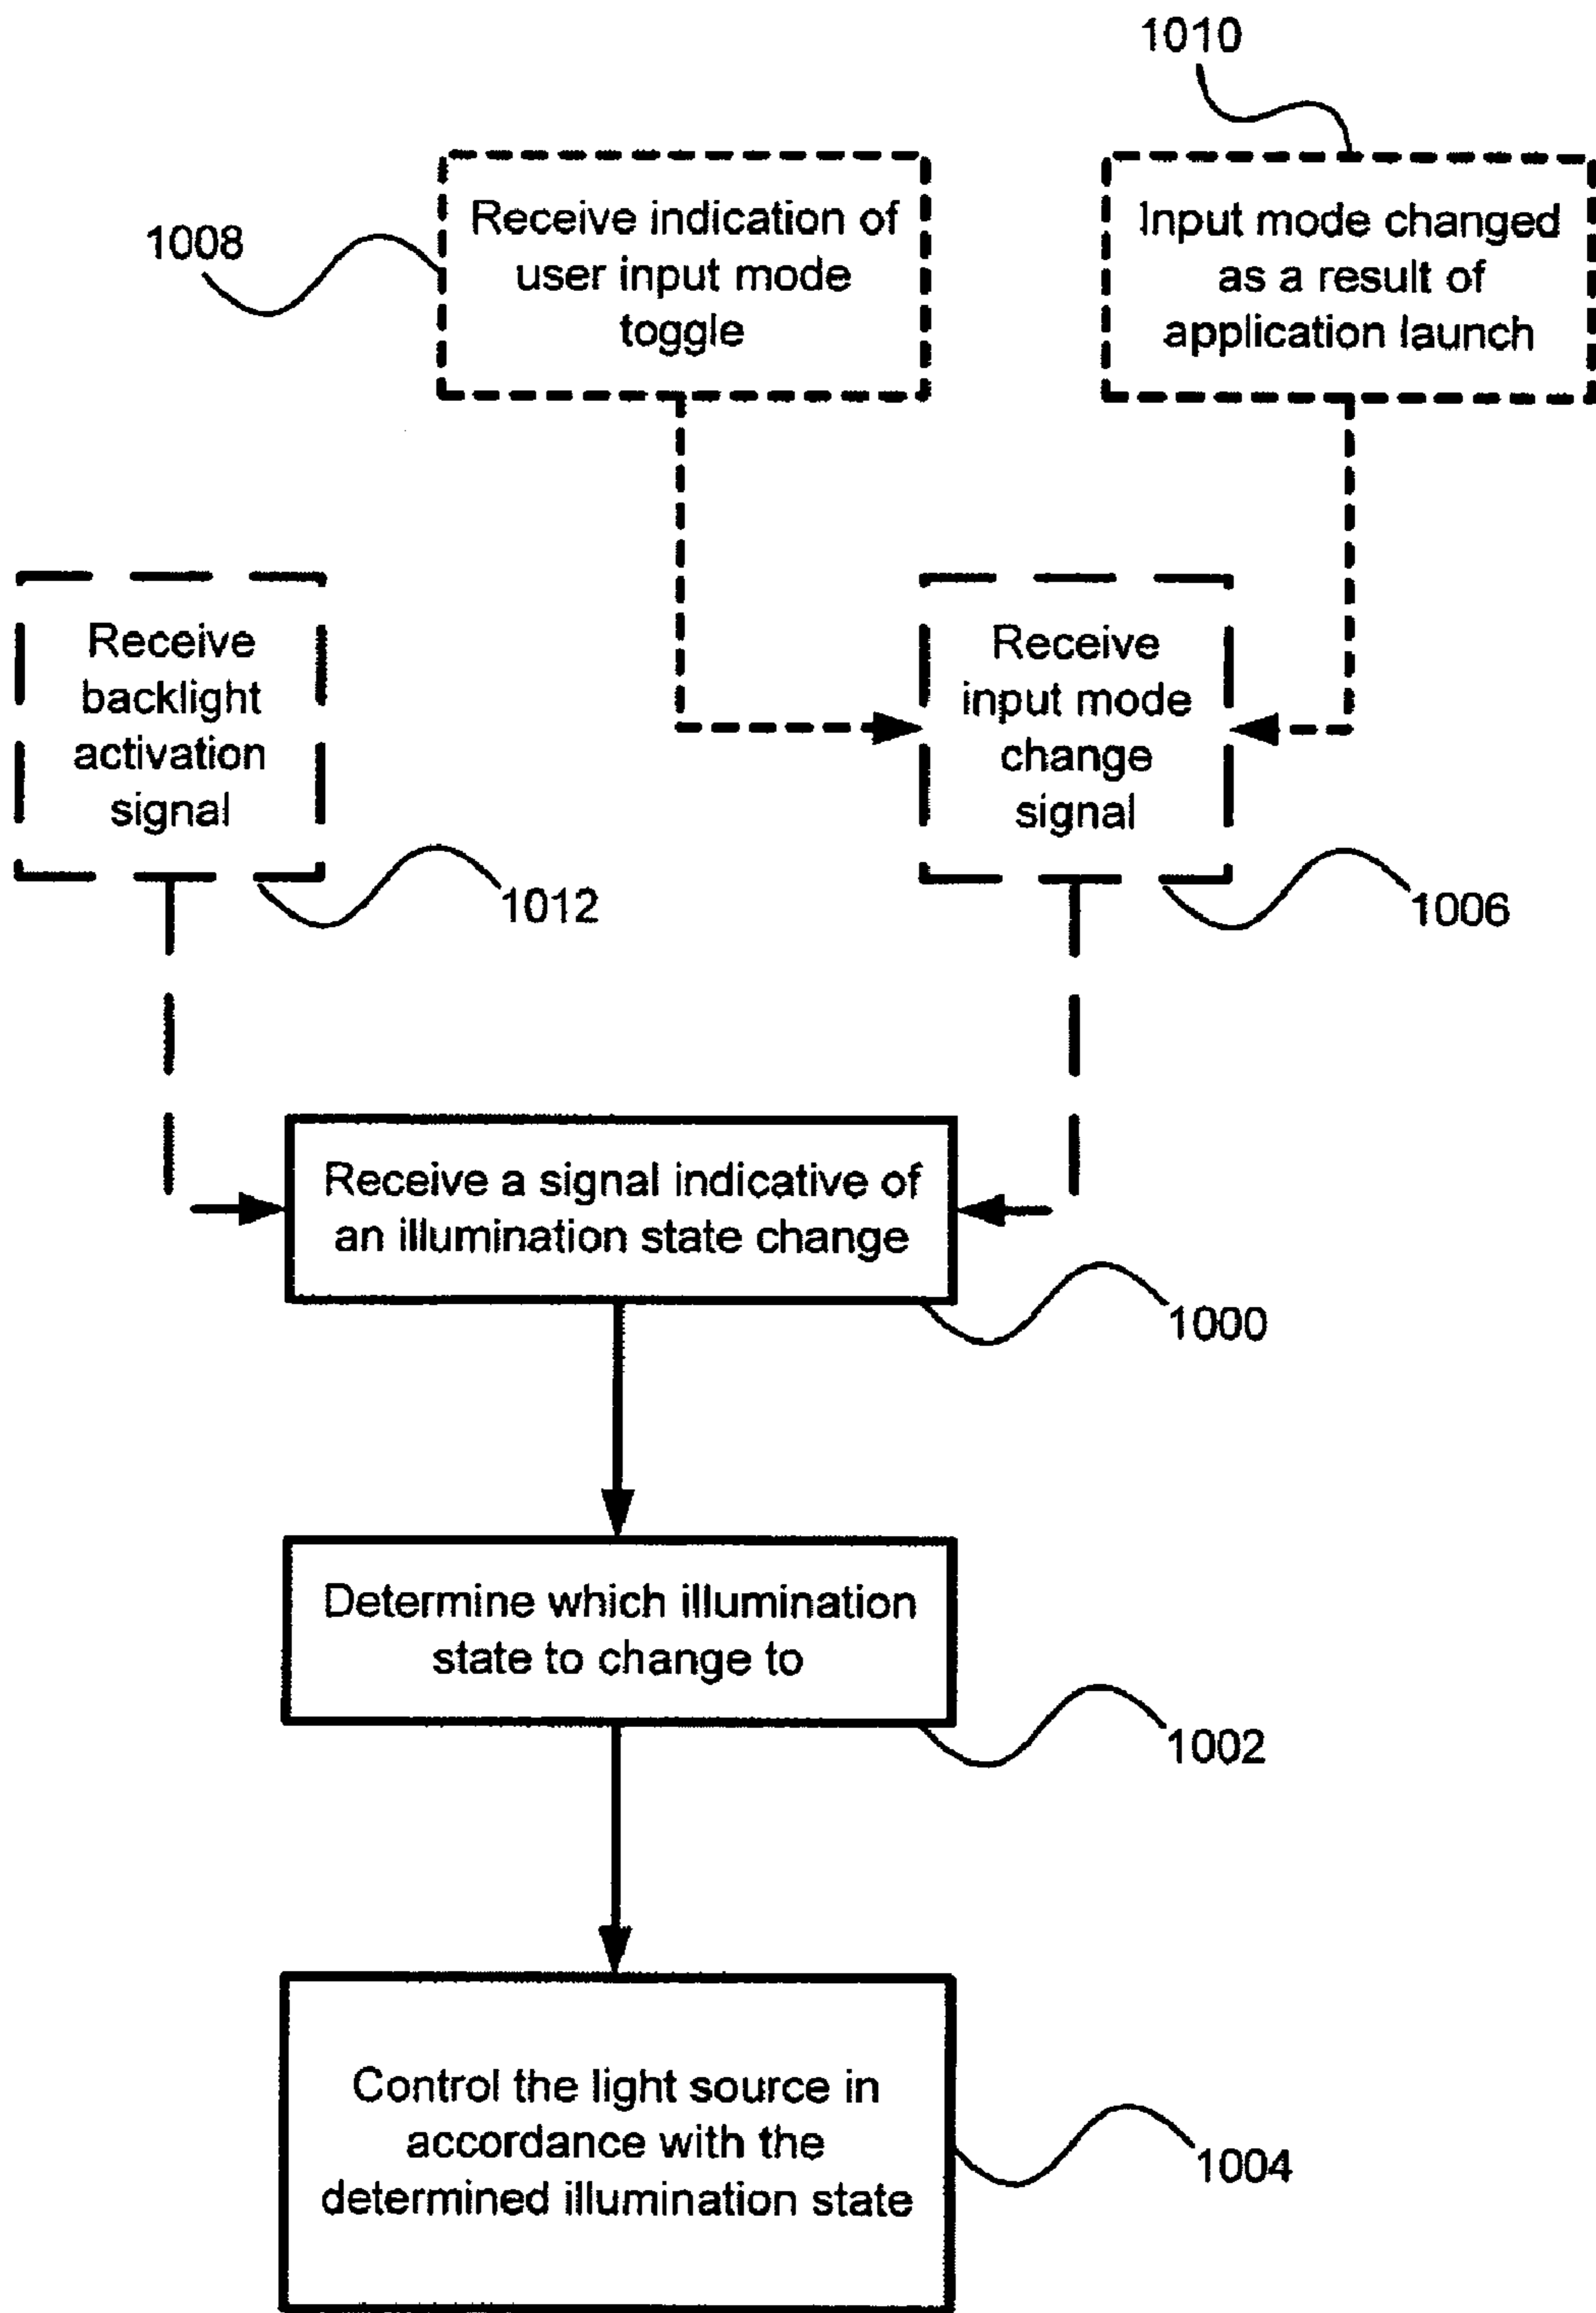 1010
Receive indication of
user input mode
toggle
Input mode changed
as a result of
application launch
1008
Receive
backlight
activation
signal
Receive
input mode
change
signal
1012
1006
Receive a signal indicative of
an illumination state change
1000
Determine which illumination
state to change to
1002
Control the light source in
accordance with the
determined illumination state
1004